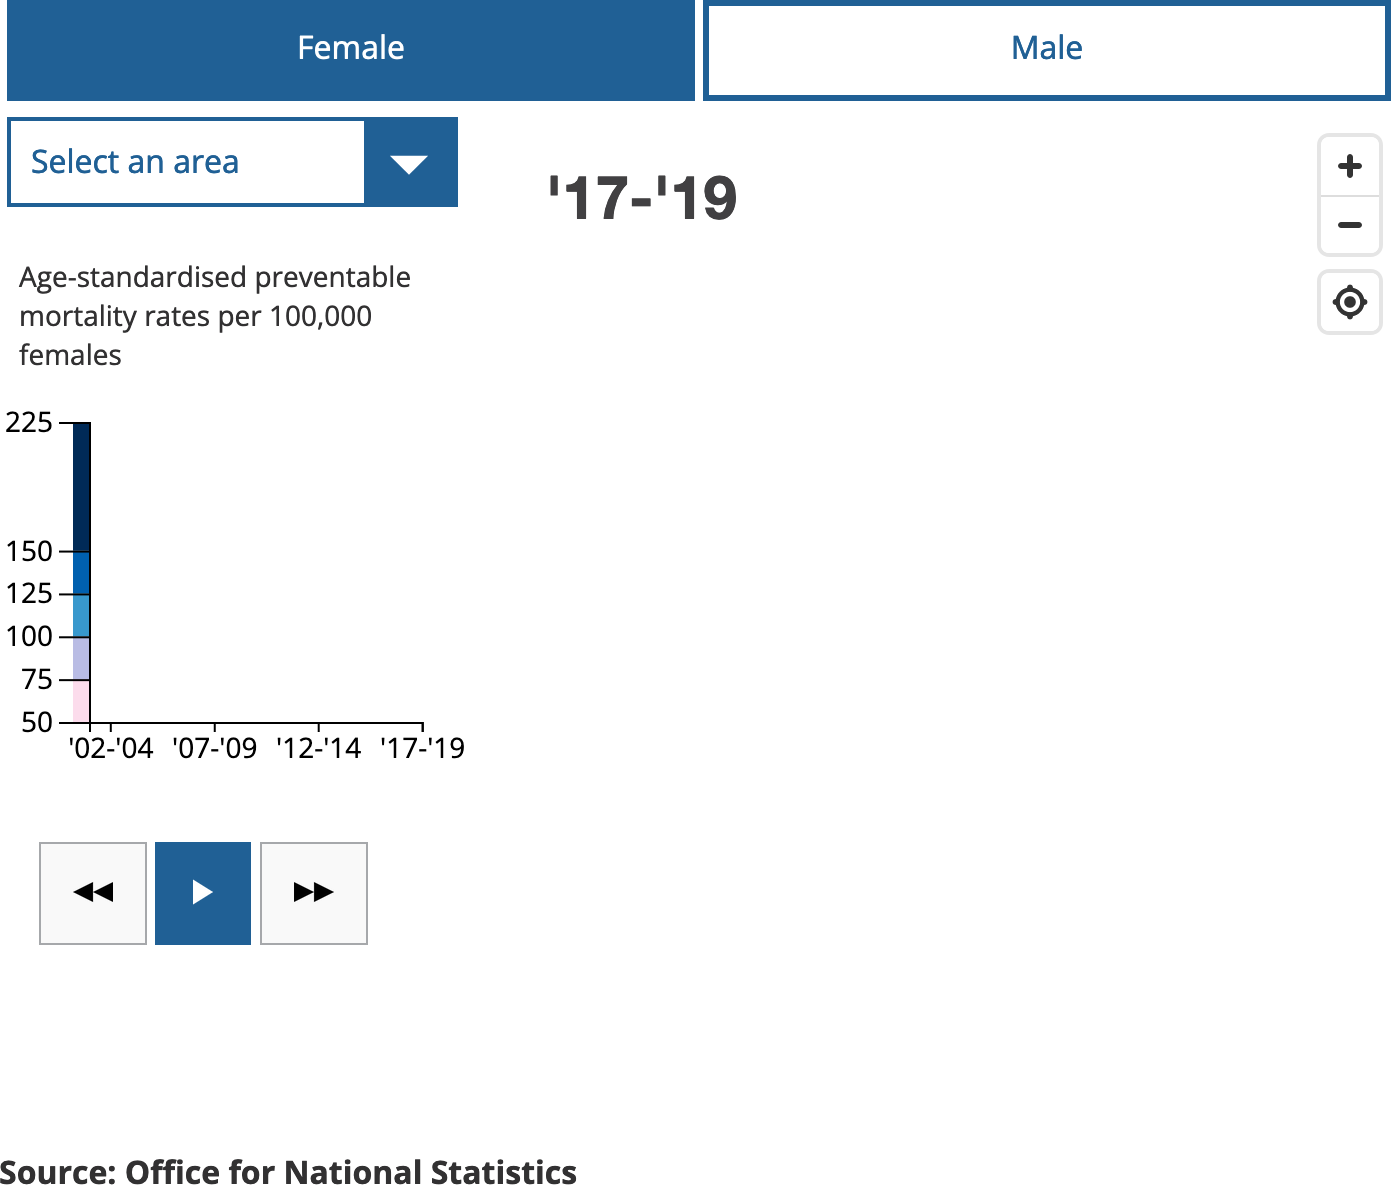 Female
Male
Select an area
'17-'19
Age-standardised preventable
mortality rates per 100,000
females
225
150
125
100
75
50
'02-'04 '07-'09 '12-'14 '17-'19
Source: Office for National Statistics